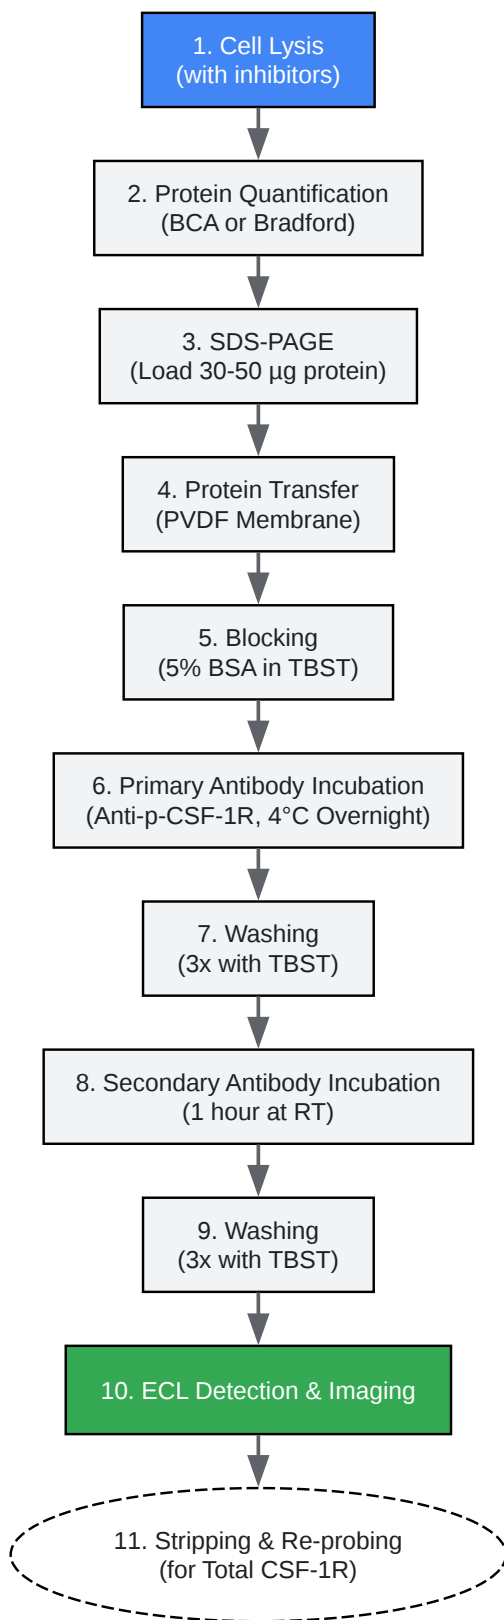 1. Cell Lysis
(with inhibitors)
2. Protein Quantification
(BCA or Bradford)
3. SDS-PAGE
(Load 30-50 µg protein)
4. Protein Transfer
(PVDF Membrane)
5. Blocking
(5% BSA in TBST)
6. Primary Antibody Incubation
(Anti-p-CSF-1R, 4°C Overnight)
7. Washing
(3x with TBST)
8. Secondary Antibody Incubation
(1 hour at RT)
9. Washing
(3x with TBST)
10. ECL Detection & Imaging
11. Stripping & Re-probing
(for Total CSF-1R)